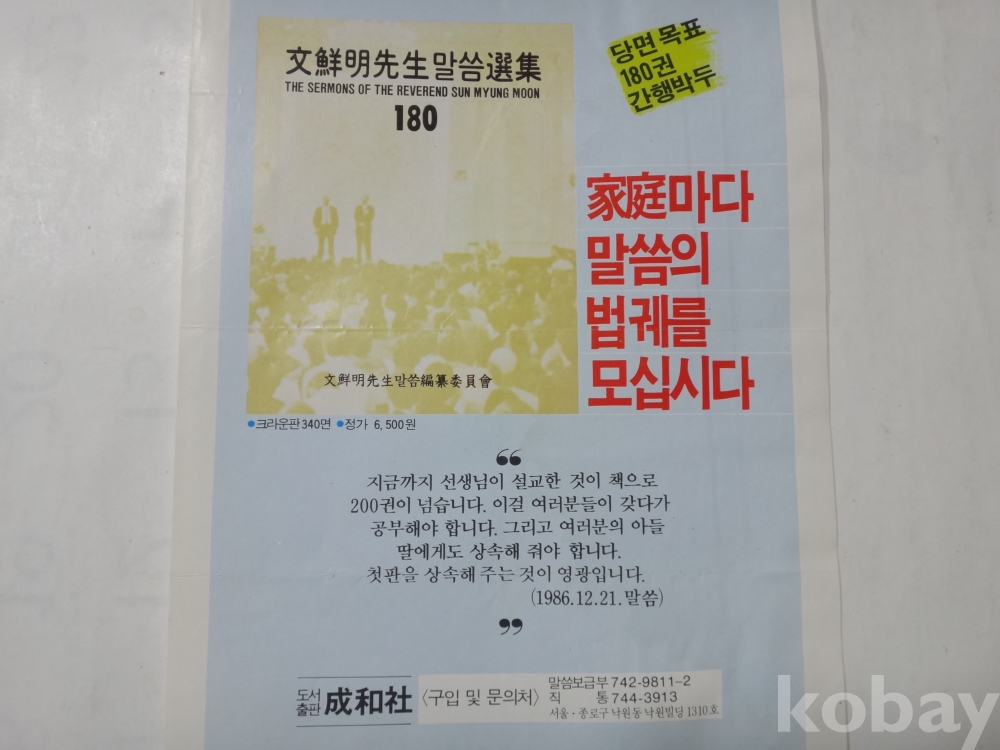 文鮮明先生말씀選集
THE SERMONS OF THE REVEREND SUN MYUNG MOON
180
文鮮明先生말씀編纂委員會
당면 목표
180권
간행박두
家庭마다
말씀의
법궤를
모십시다
●크라운판 340면 ●정가 6,500원
❝
지금까지 선생님이 설교한 것이 책으로
200권이 넘습니다. 이걸 여러분들이 갖다가
공부해야 합니다. 그리고 여러분의 아들
딸에게도 상속해 줘야 합니다.
첫판을 상속해 주는 것이 영광입니다.
(1986.12.21.말씀)
❞
도서출판 成和社 〈구입 및 문의처〉
말씀보급부 742-9811-2
직 통 744-3913
서울·종로구 낙원동 낙원빌딩 1310호
kobay